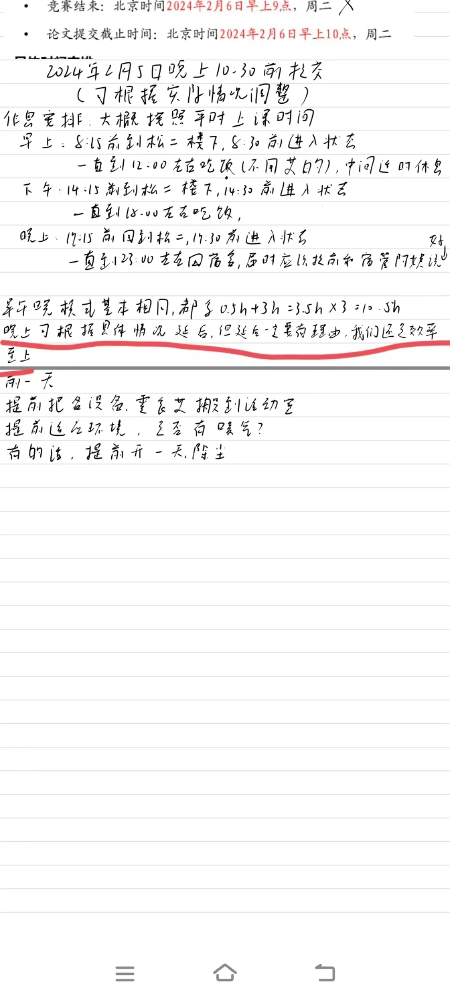 • 竞赛结束：北京时间2024年2月6日早上9点，周二 X
• 论文提交截止时间：北京时间2024年2月6日早上10点，周二
2024年2月5日晚上10:30前提交
（可根据实际情况调整）
作息安排：大概按照平时上课时间
早上：8:15前到松二楼下，8:30前进入状态
一直到12:00左右吃饭(不用艾的)，中间适时休息
下午：14:15前到松二楼下，14:30前进入状态
一直到18:00左右吃饭，
晚上：19:15前回到松二，19:30前进入状态
一直到23:00左右回宿舍，届时应该提前和宿管阿姨说好
早午晚模式基本相同，都是0.5h+3h=3.5h×3=10.5h
晚上可根据具体情况延后，但延后一定要有理由，我们还是效率
至上
前一天
提前把各设备、零食 搬到活动室
提前适应环境，是否有暖气？
有的话，提前开一天，除尘